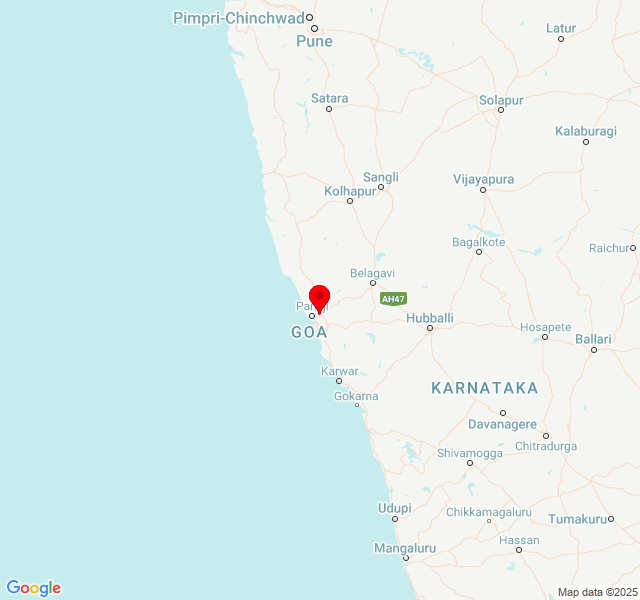 Pimpri-Chinchwad
Pune
Latur
Satara
Solapur
Kalaburagi
Sangli
Kolhapur
Vijayapura
Bagalkote
Raichur
Belagavi
AH47
GOA
Hubballi
Hosapete
Ballari
Karwar
Gokarna
KARNATAKA
Davanagere
Chitradurga
Shivamogga
Udupi
Chikkamagaluru
Tumakuru
Mangaluru
Hassan
Google
Map data ©2025